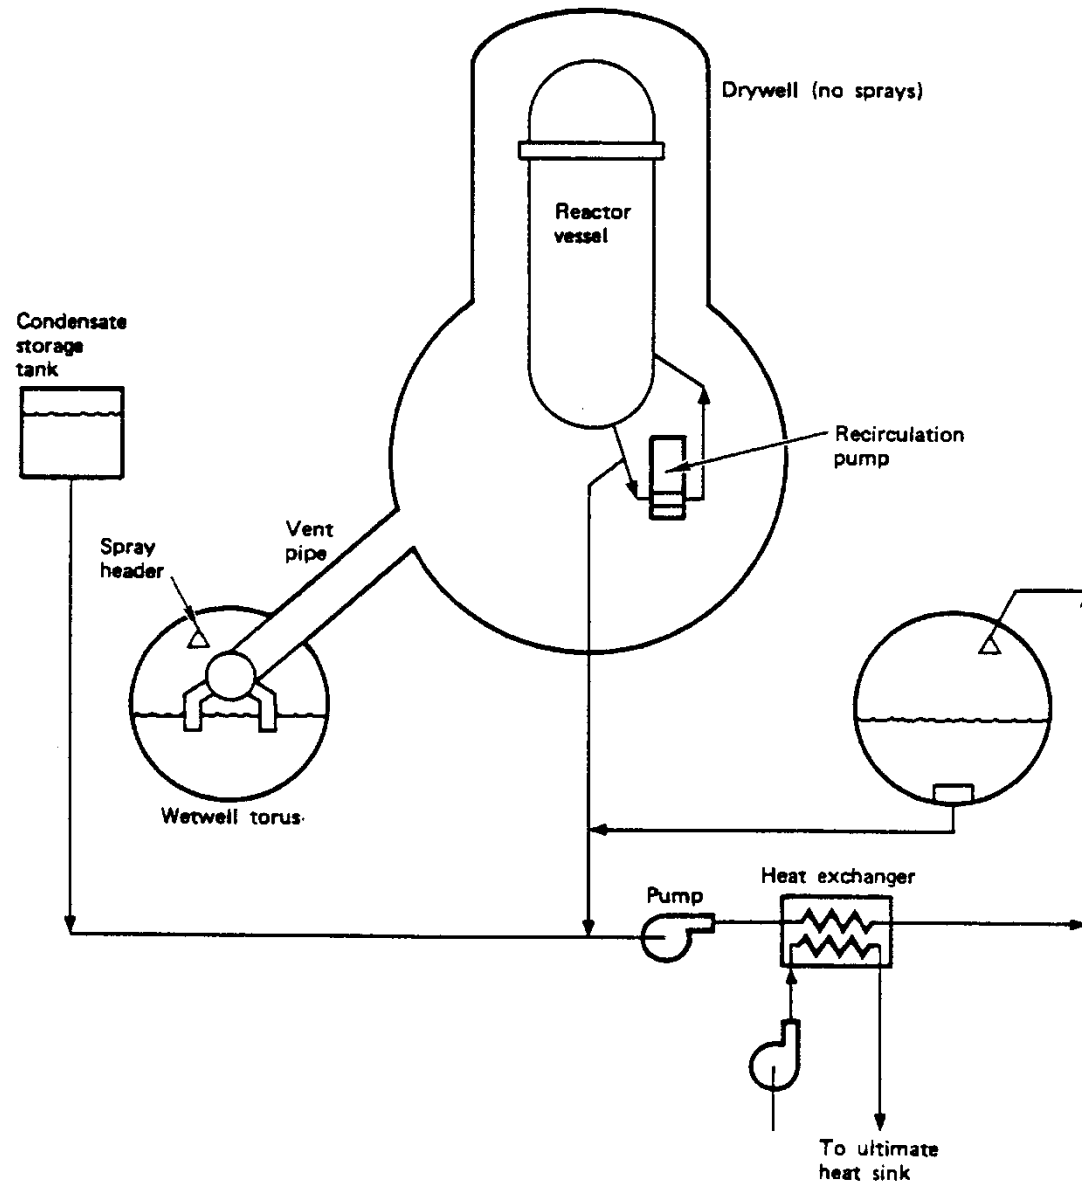 Drywell (no sprays)
Reactor
vessel
Condensate
storage
tank
Recirculation
pump
Vent
pipe
Spray
header
Wetwell torus
Heat exchanger
Pump
To ultimate
heat sink